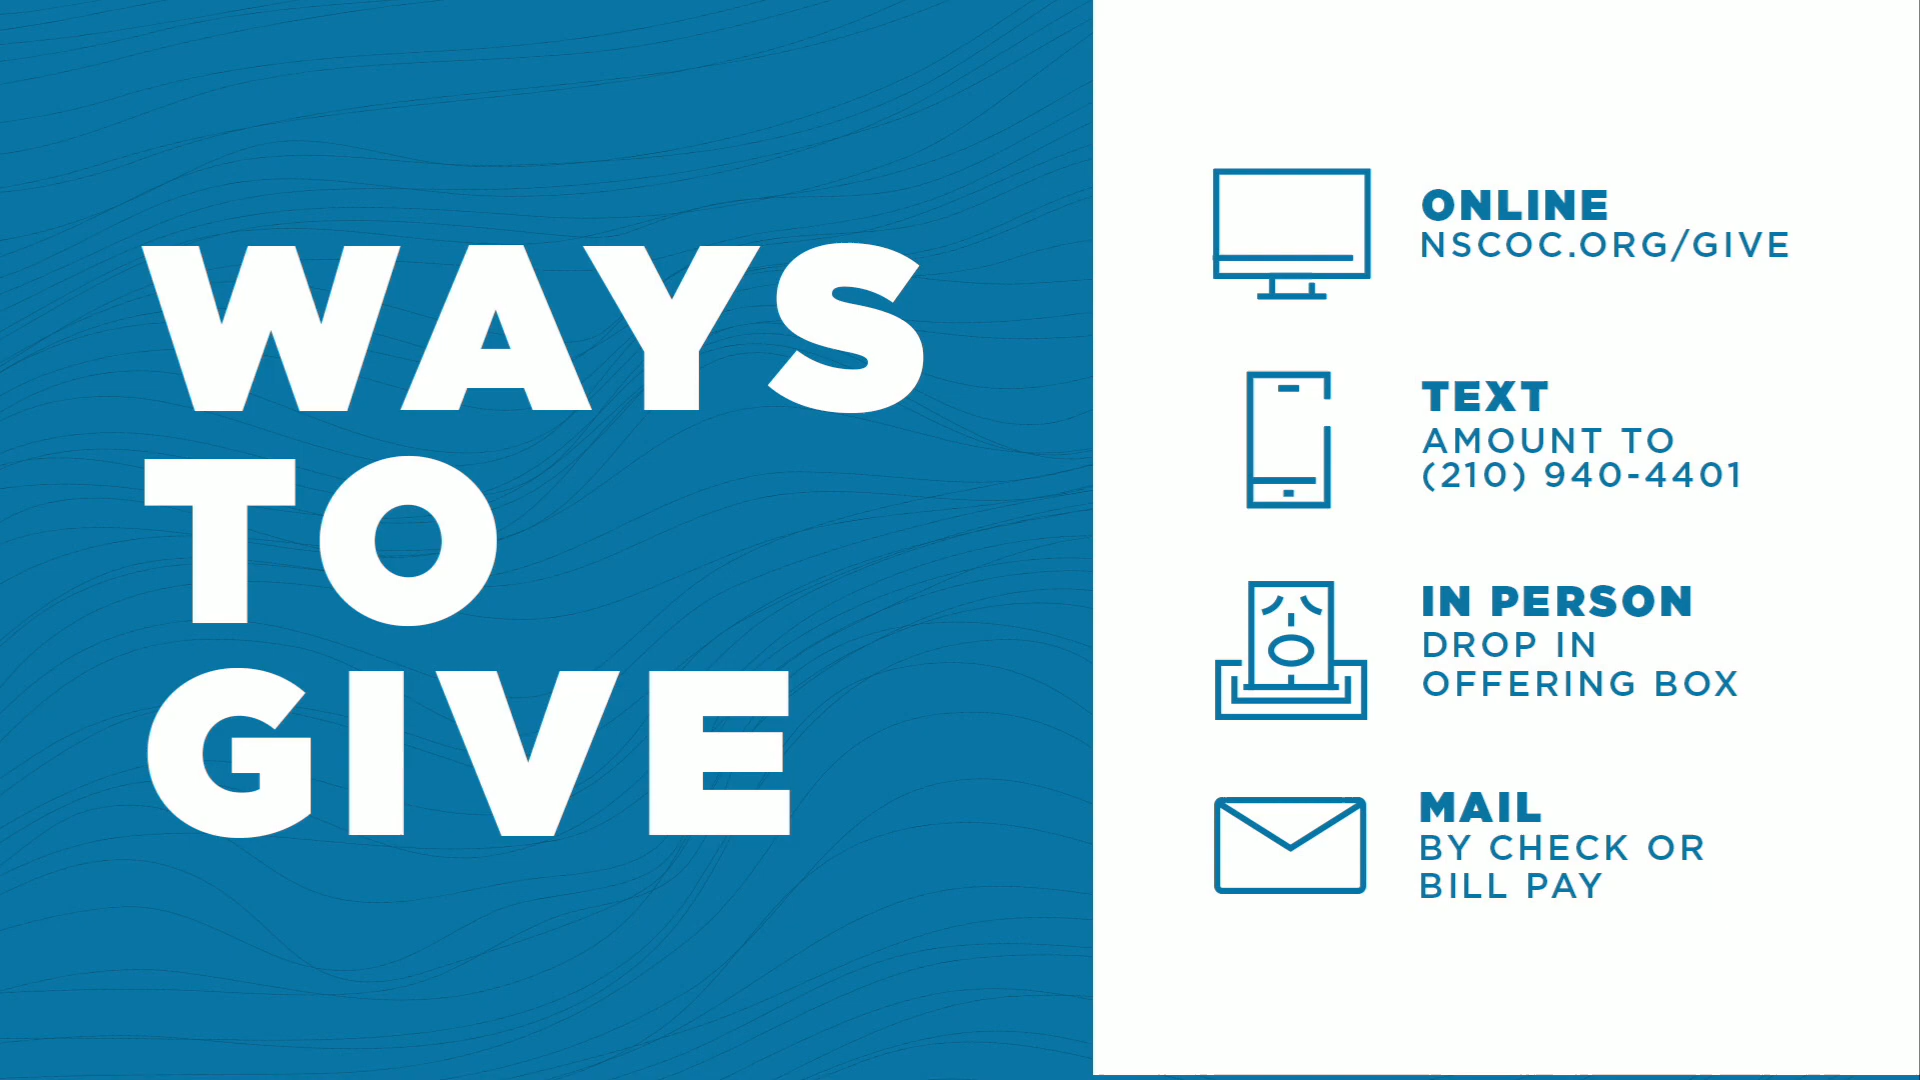 WAYS
TO
GIVE
ONLINE
NSCOC.ORG/GIVE
TEXT
AMOUNT TO
(210) 940-4401
IN PERSON
DROP IN
OFFERING BOX
MAIL
BY CHECK OR
BILL PAY